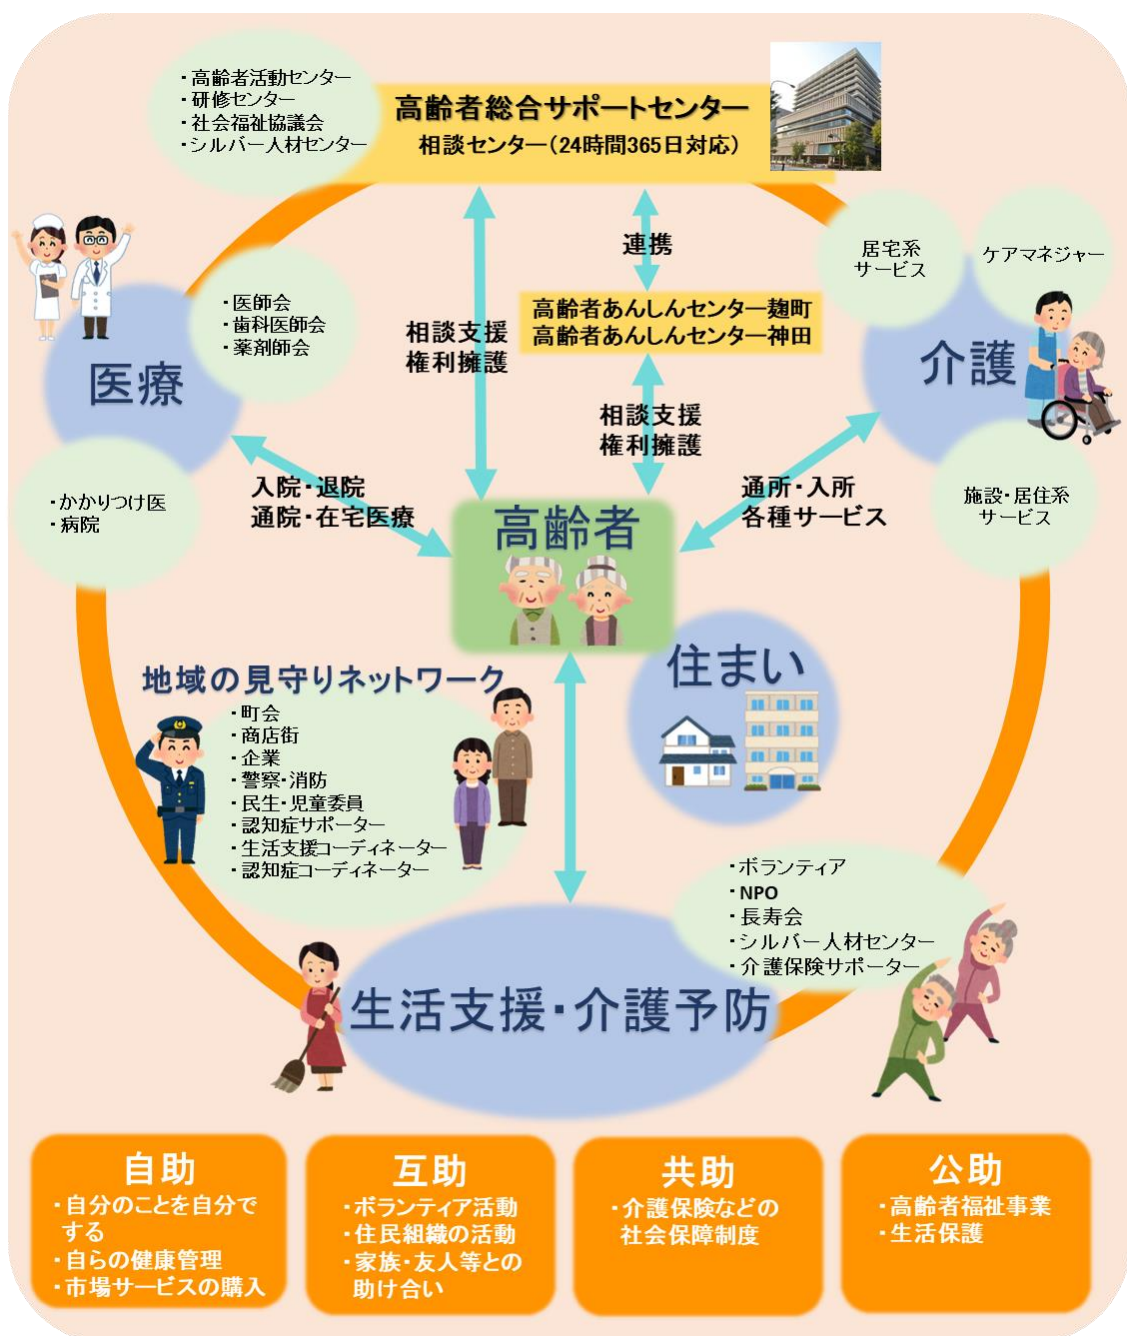 ・高齢者活動センター
・研修センター
・社会福祉協議会
・シルバー人材センター
高齢者総合サポートセンター
相談センター(24時間365日対応)
連携
居宅系
サービス
ケアマネジャー
高齢者あんしんセンター麹町
高齢者あんしんセンター神田
・医師会
・歯科医師会
・薬剤師会
医療
相談支援
権利擁護
介護
相談支援
権利擁護
・かかりつけ医
・病院
入院・退院
通院・在宅医療
通所・入所
各種サービス
施設・居住系
サービス
高齢者
住まい
地域の見守りネットワーク
・町会
・商店街
・企業
・警察・消防
・民生・児童委員
・認知症サポーター
・生活支援コーディネーター
・認知症コーディネーター
・ボランティア
・NPO
・長寿会
・シルバー人材センター
・介護保険サポーター
生活支援・介護予防
自助
・自分のことを自分で
する
・自らの健康管理
・市場サービスの購入
互助
・ボランティア活動
・住民組織の活動
・家族・友人等との
助け合い
共助
・介護保険などの
社会保障制度
公助
・高齢者福祉事業
・生活保護